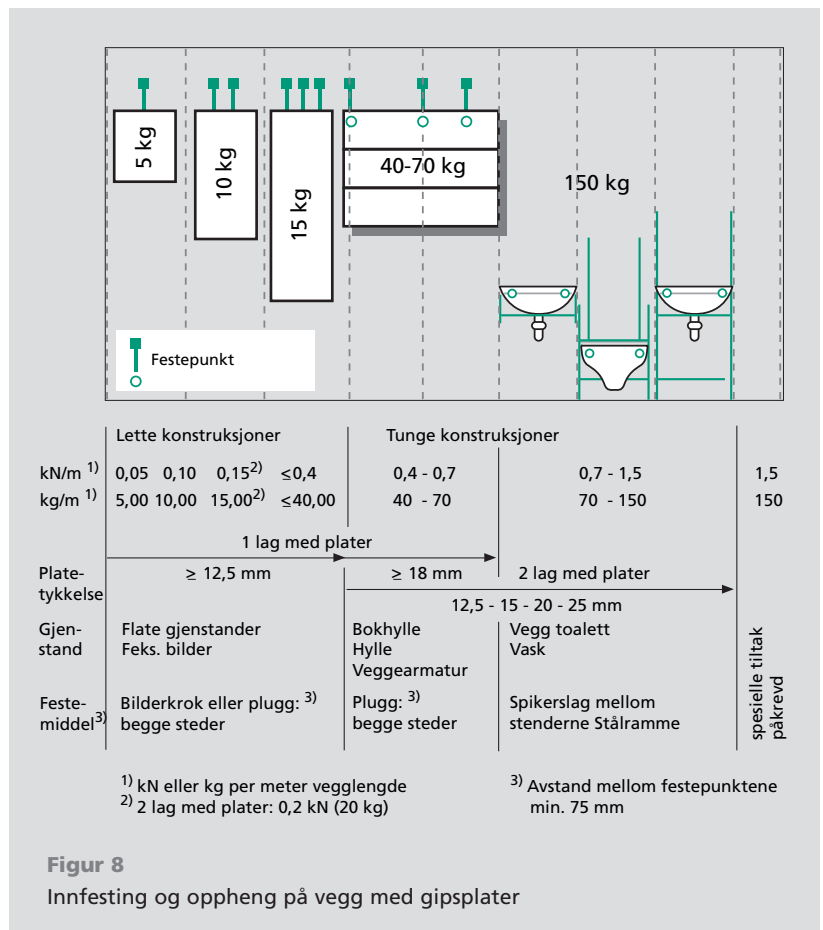 5 kg
10 kg
15 kg
40-70 kg
150 kg
Festepunkt
Lette konstruksjoner Tunge konstruksjoner
kN/m 1) 0,05 0,10 0,15 2) ≤0,4 0,4 - 0,7 0,7 - 1,5 1,5
kg/m 1) 5,00 10,00 15,00 2) ≤40,00 40 - 70 70 - 150 150
1 lag med plater
Plate- ≥ 12,5 mm ≥ 18 mm 2 lag med plater
tykkelse
12,5 - 15 - 20 - 25 mm
Gjen- Flate gjenstander Bokhylle Vegg toalett
stand Feks. bilder Hylle Vask
Veggearmatur
Feste- Bilderkrok eller plugg: 3) Plugg: 3) Spikerslag mellom
middel 3) begge steder begge steder stenderne Stålramme
spesielle tiltak
påkrevd
1) kN eller kg per meter vegglengde
2) 2 lag med plater: 0,2 kN (20 kg)
3) Avstand mellom festepunktene
min. 75 mm
Figur 8
Innfesting og oppheng på vegg med gipsplater